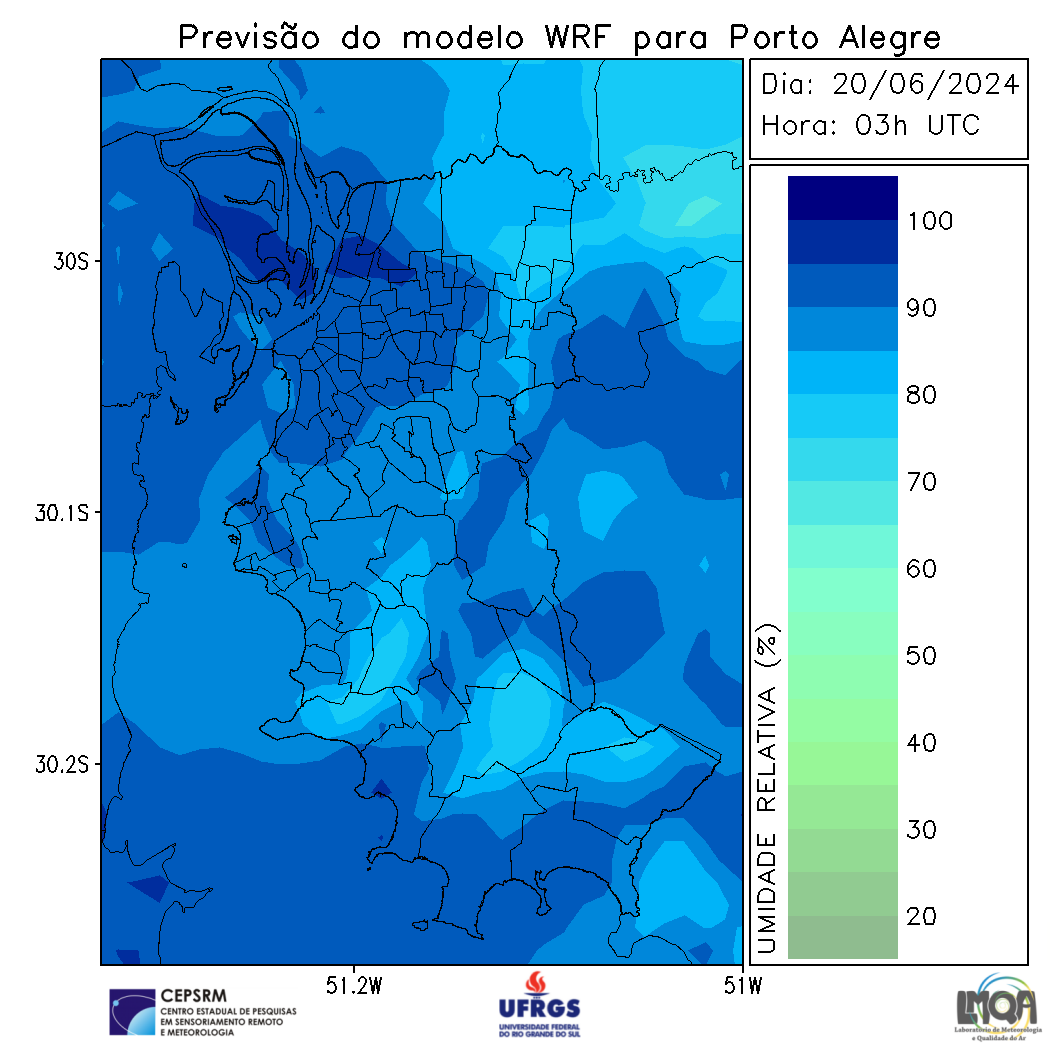 Previsão do modelo WRF para Porto Alegre
Dia: 20/06/2024
Hora: 03h UTC
30S
30.1S
30.2S
51.2W
51W
UMIDADE RELATIVA (%)
100
90
80
70
60
50
40
30
20
CEPSRM
CENTRO ESTADUAL DE PESQUISAS
EM SENSORIAMENTO REMOTO
E METEOROLOGIA
UFRGS
UNIVERSIDADE FEDERAL
DO RIO GRANDE DO SUL
LMQA
Laboratório de Meteorologia
e Qualidade do Ar